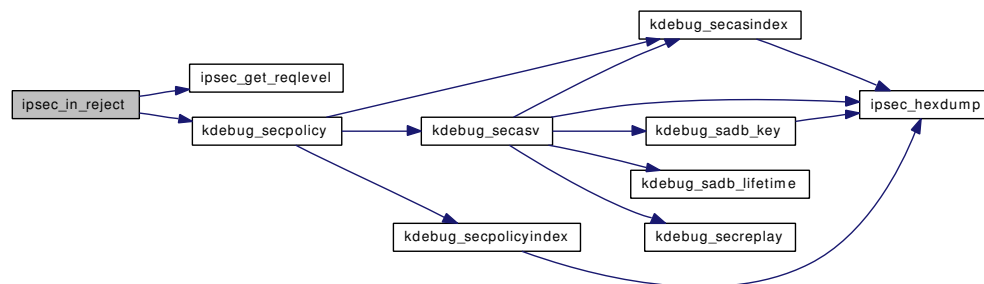 kdebug_secasindex
ipsec_get_reqlevel
ipsec_in_reject
ipsec_hexdump
kdebug_secpolicy
kdebug_secasv
kdebug_sadb_key
kdebug_sadb_lifetime
kdebug_secpolicyindex
kdebug_secreplay